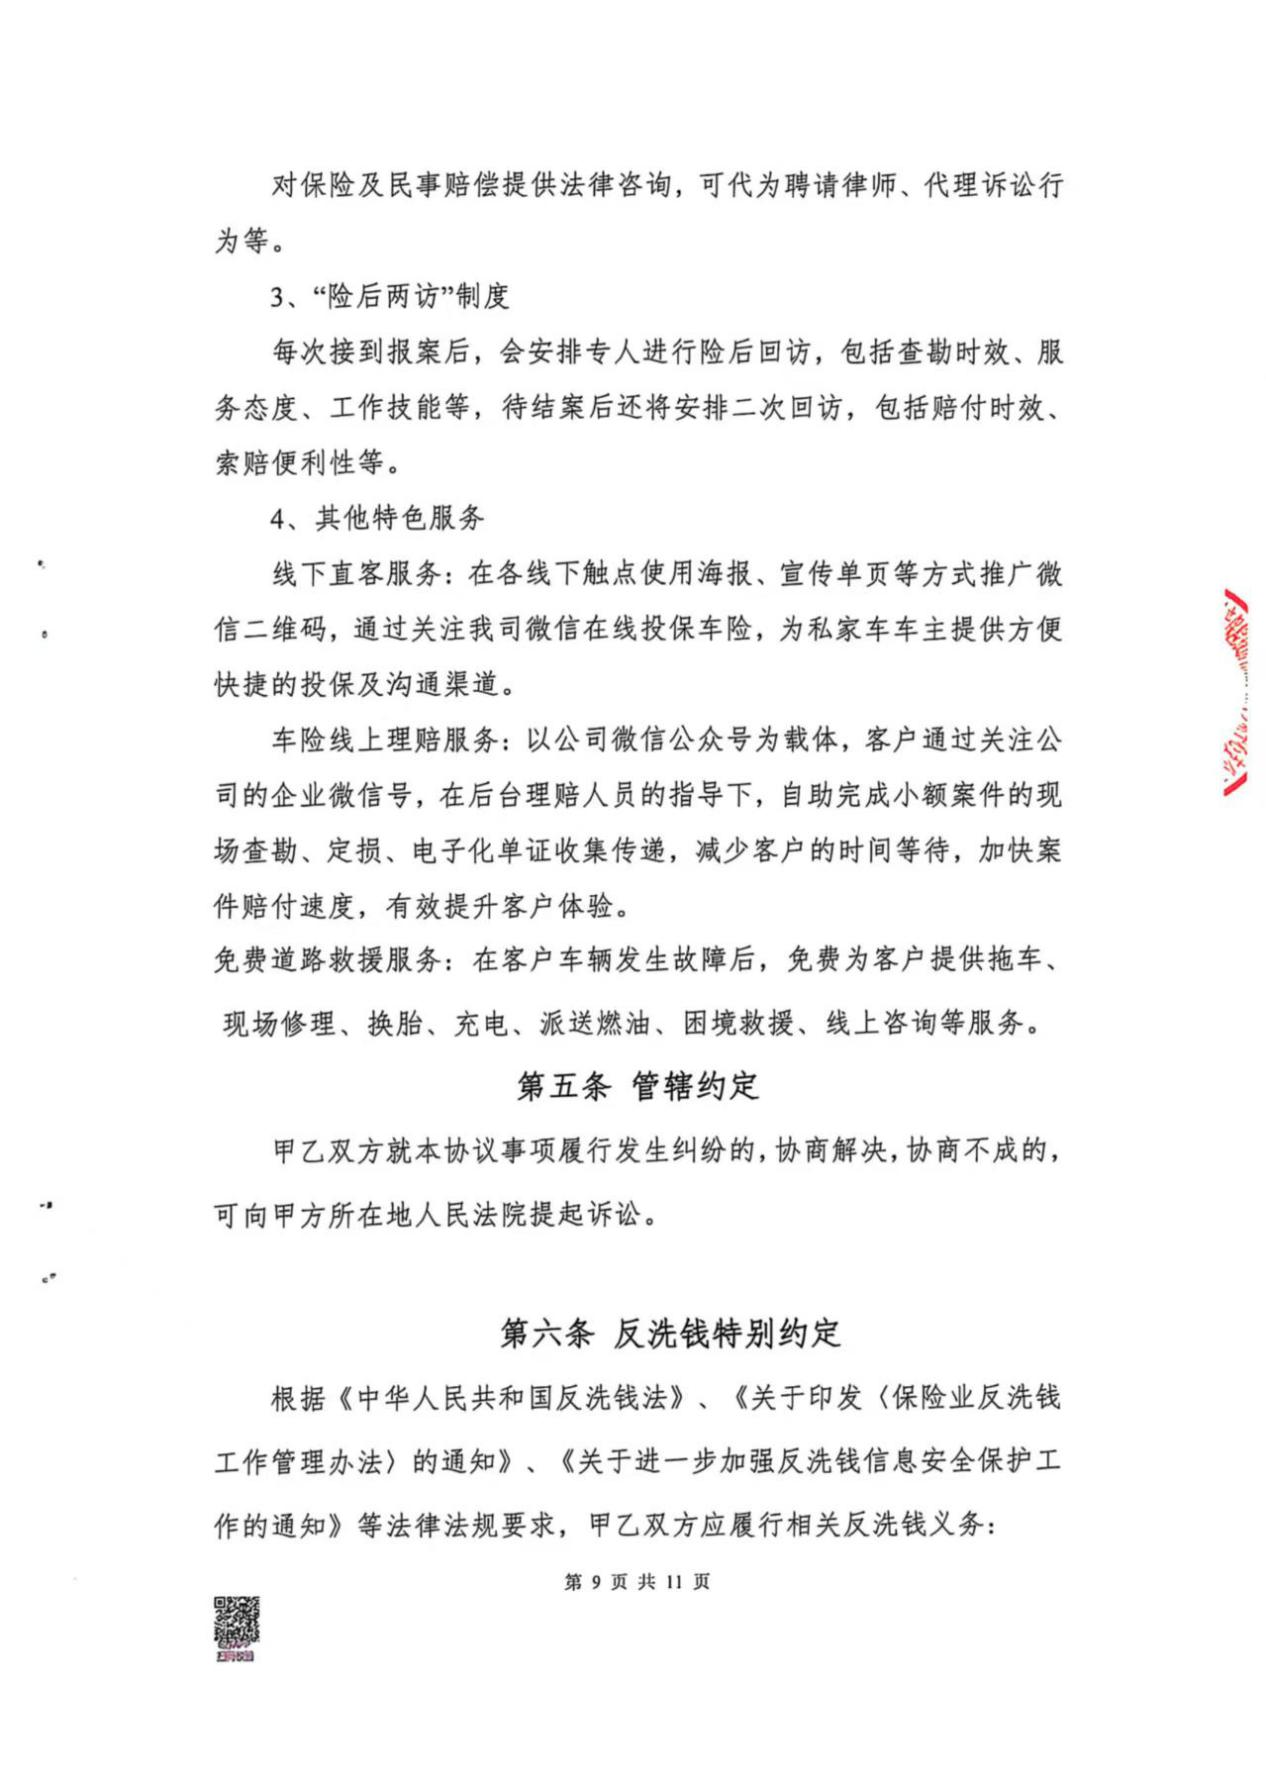 对保险及民事赔偿提供法律咨询，可代为聘请律师、代理诉讼行
为等。
3、“险后两访”制度
每次接到报案后，会安排专人进行险后回访，包括查勘时效、服
务态度、工作技能等，待结案后还将安排二次回访，包括赔付时效、
索赔便利性等。
4、其他特色服务
线下直客服务：在各线下触点使用海报、宣传单页等方式推广微
信二维码，通过关注我司微信在线投保车险，为私家车车主提供方便
快捷的投保及沟通渠道。
车险线上理赔服务：以公司微信公众号为载体，客户通过关注公
司的企业微信号，在后台理赔人员的指导下，自助完成小额案件的现
场查勘、定损、电子化单证收集传递，减少客户的时间等待，加快案
件赔付速度，有效提升客户体验。
免费道路救援服务：在客户车辆发生故障后，免费为客户提供拖车、
现场修理、换胎、充电、派送燃油、困境救援、线上咨询等服务。
第五条 管辖约定
甲乙双方就本协议事项履行发生纠纷的，协商解决，协商不成的，
可向甲方所在地人民法院提起诉讼。
第六条 反洗钱特别约定
根据《中华人民共和国反洗钱法》、《关于印发〈保险业反洗钱
工作管理办法〉的通知》、《关于进一步加强反洗钱信息安全保护工
作的通知》等法律法规要求，甲乙双方应履行相关反洗钱义务：
第 9 页 共 11 页